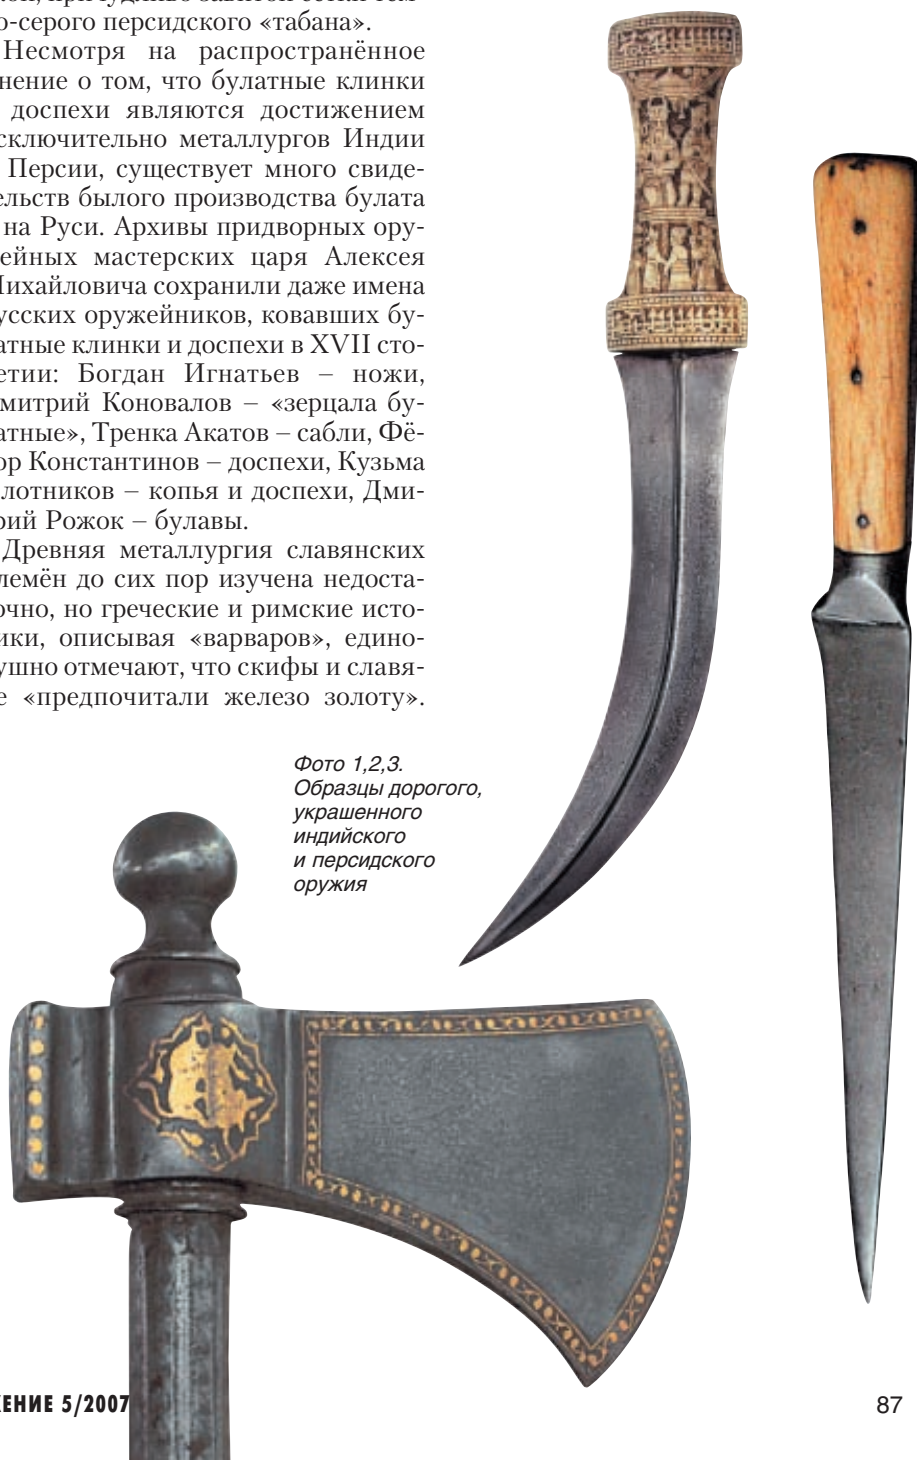 о-серого персидского «табана».
Несмотря на распространённое
нение о том, что булатные клинки
доспехи являются достижением
сключительно металлургов Индии
Персии, существует много свиде-
ельств былого производства булата
на Руси. Архивы придворных ору-
ейных мастерских царя Алексея
ихайловича сохранили даже имена
усских оружейников, ковавших бу-
атные клинки и доспехи в XVII сто-
етии: Богдан Игнатьев – ножи,
митрий Коновалов – «зерцала бу-
атные», Тренка Акатов – сабли, Фё-
ор Константинов – доспехи, Кузьма
лотников – копья и доспехи, Дми-
рий Рожок – булавы.
Древняя металлургия славянских
лемён до сих пор изучена недоста-
очно, но греческие и римские исто-
ики, описывая «варваров», едино-
ушно отмечают, что скифы и славя-
е «предпочитали железо золоту».
Фото 1,2,3.
Образцы дорогого,
украшенного
индийского
и персидского
оружия
ЖЕНИЕ 5/2007
87